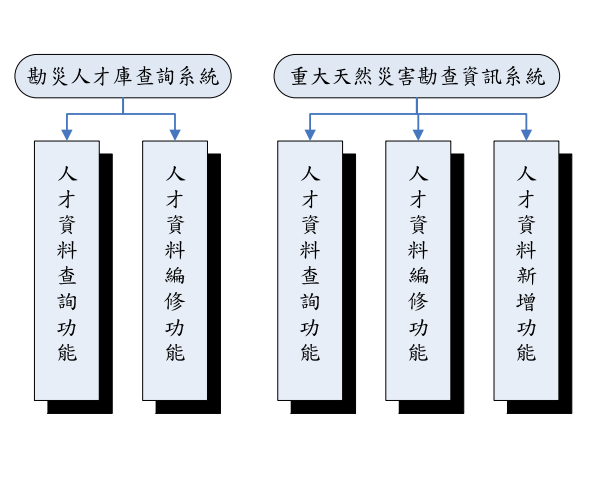 勘災人才庫查詢系統
重大天然災害勘查資訊系統
人才資料查詢功能
人才資料編修功能
人才資料查詢功能
人才資料編修功能
人才資料新增功能